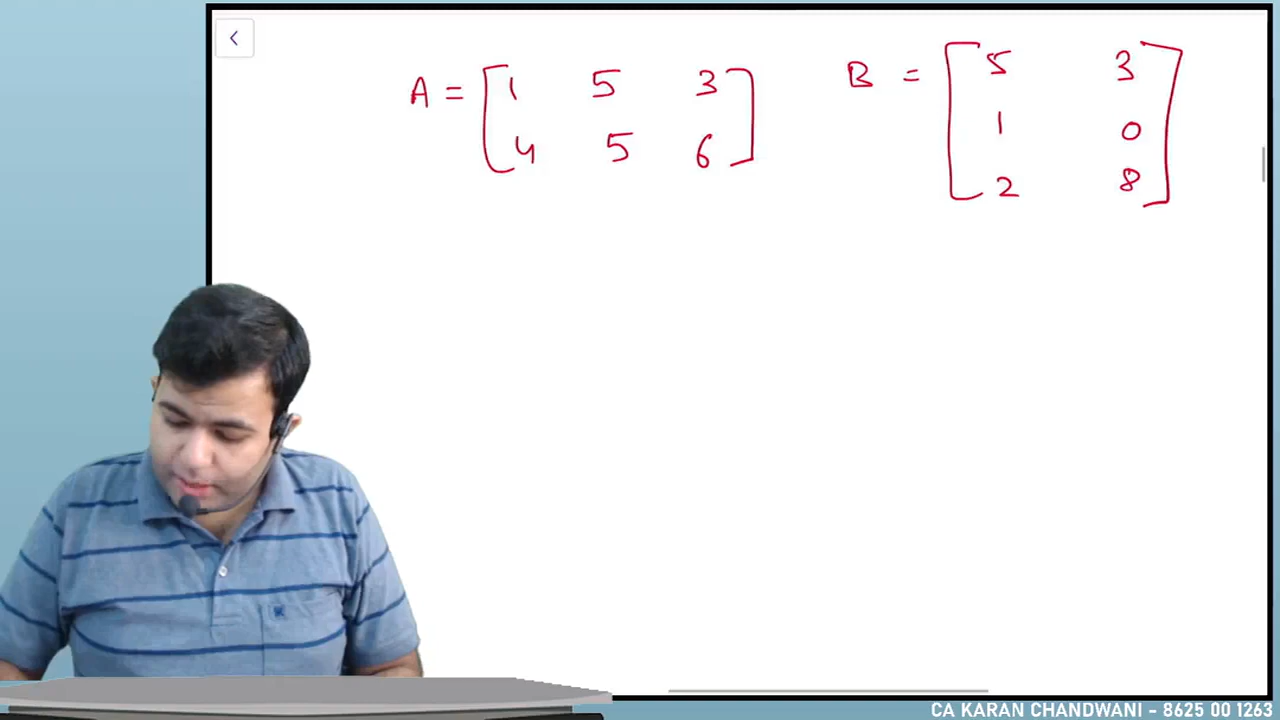 A = [ 1 5 3 ] B = [ 5 3 ]
4 5 6 1 0
2 8
CA KARAN CHANDWANI - 8625 00 1263